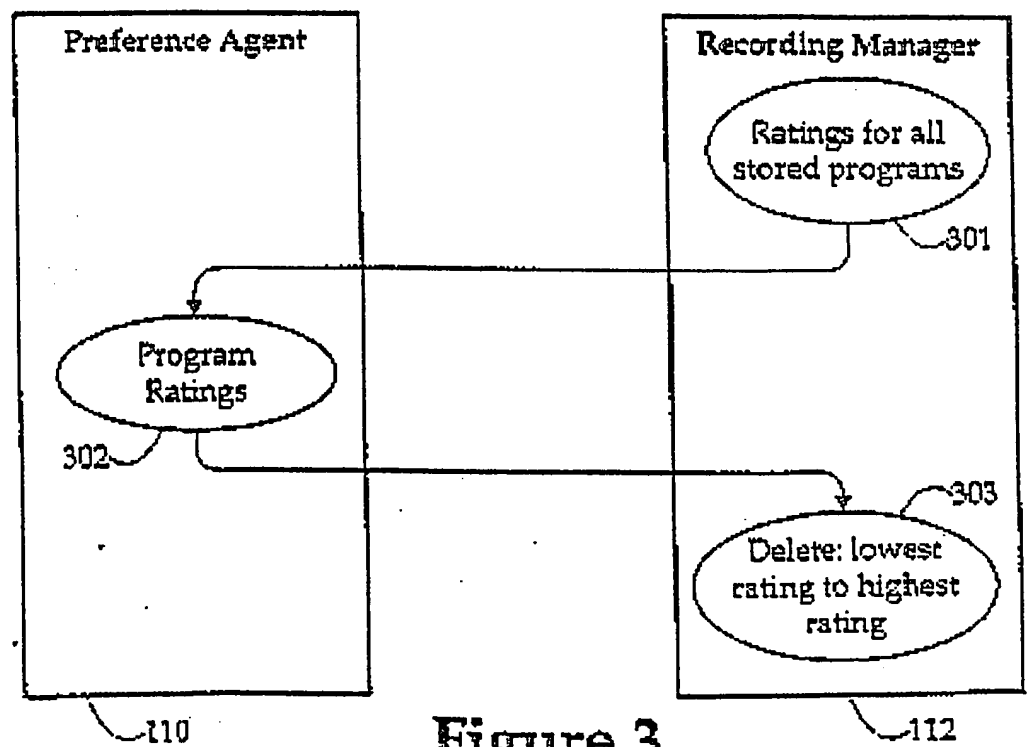 Preference Agent
Recording Manager
Ratings for all
stored programs
301
Program
Ratings
302
303
Delete: lowest
rating to highest
rating
110
112
Figure 3